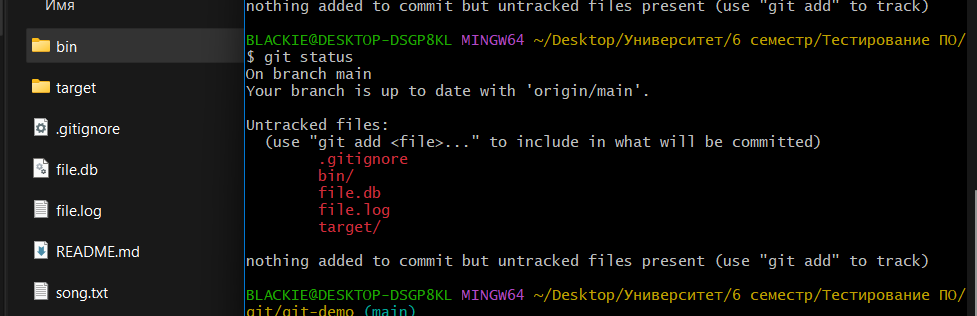 Имя
bin
target
.gitignore
file.db
file.log
README.md
song.txt
nothing added to commit but untracked files present (use "git add" to track)
BLACKIE@DESKTOP-DSGP8KL MINGW64 ~/Desktop/Университет/6 семестр/Тестирование ПО/
$ git status
On branch main
Your branch is up to date with 'origin/main'.
Untracked files:
(use "git add <file>..." to include in what will be committed)
.gitignore
bin/
file.db
file.log
target/
nothing added to commit but untracked files present (use "git add" to track)
BLACKIE@DESKTOP-DSGP8KL MINGW64 ~/Desktop/Университет/6 семестр/Тестирование ПО/
git/git-demo (main)